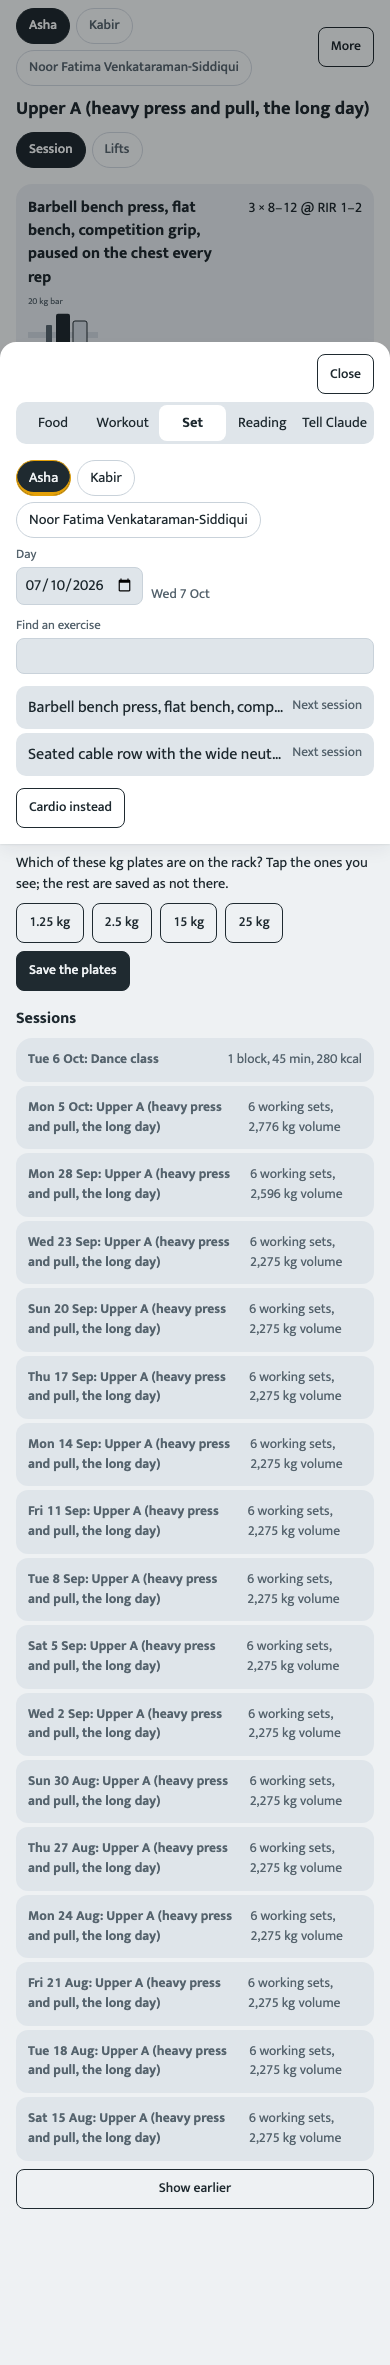 Asha
Kabir
Noor Fatima Venkataraman-Siddiqui
More
Upper A (heavy press and pull, the long day)
Session
Lifts
Barbell bench press, flat
bench, competition grip,
paused on the chest every
rep
3 × 8–12 @ RIR 1–2
20 kg bar
Close
Food
Workout
Set
Reading
Tell Claude
Asha
Kabir
Noor Fatima Venkataraman-Siddiqui
Day
07/10/2026
Wed 7 Oct
Find an exercise
Barbell bench press, flat bench, comp...
Next session
Seated cable row with the wide neut...
Next session
Cardio instead
Which of these kg plates are on the rack? Tap the ones you
see; the rest are saved as not there.
1.25 kg
2.5 kg
15 kg
25 kg
Save the plates
Sessions
Tue 6 Oct: Dance class
1 block, 45 min, 280 kcal
Mon 5 Oct: Upper A (heavy press
and pull, the long day)
6 working sets,
2,776 kg volume
Mon 28 Sep: Upper A (heavy press
and pull, the long day)
6 working sets,
2,596 kg volume
Wed 23 Sep: Upper A (heavy press
and pull, the long day)
6 working sets,
2,275 kg volume
Sun 20 Sep: Upper A (heavy press
and pull, the long day)
6 working sets,
2,275 kg volume
Thu 17 Sep: Upper A (heavy press
and pull, the long day)
6 working sets,
2,275 kg volume
Mon 14 Sep: Upper A (heavy press
and pull, the long day)
6 working sets,
2,275 kg volume
Fri 11 Sep: Upper A (heavy press
and pull, the long day)
6 working sets,
2,275 kg volume
Tue 8 Sep: Upper A (heavy press
and pull, the long day)
6 working sets,
2,275 kg volume
Sat 5 Sep: Upper A (heavy press
and pull, the long day)
6 working sets,
2,275 kg volume
Wed 2 Sep: Upper A (heavy press
and pull, the long day)
6 working sets,
2,275 kg volume
Sun 30 Aug: Upper A (heavy press
and pull, the long day)
6 working sets,
2,275 kg volume
Thu 27 Aug: Upper A (heavy press
and pull, the long day)
6 working sets,
2,275 kg volume
Mon 24 Aug: Upper A (heavy press
and pull, the long day)
6 working sets,
2,275 kg volume
Fri 21 Aug: Upper A (heavy press
and pull, the long day)
6 working sets,
2,275 kg volume
Tue 18 Aug: Upper A (heavy press
and pull, the long day)
6 working sets,
2,275 kg volume
Sat 15 Aug: Upper A (heavy press
and pull, the long day)
6 working sets,
2,275 kg volume
Show earlier